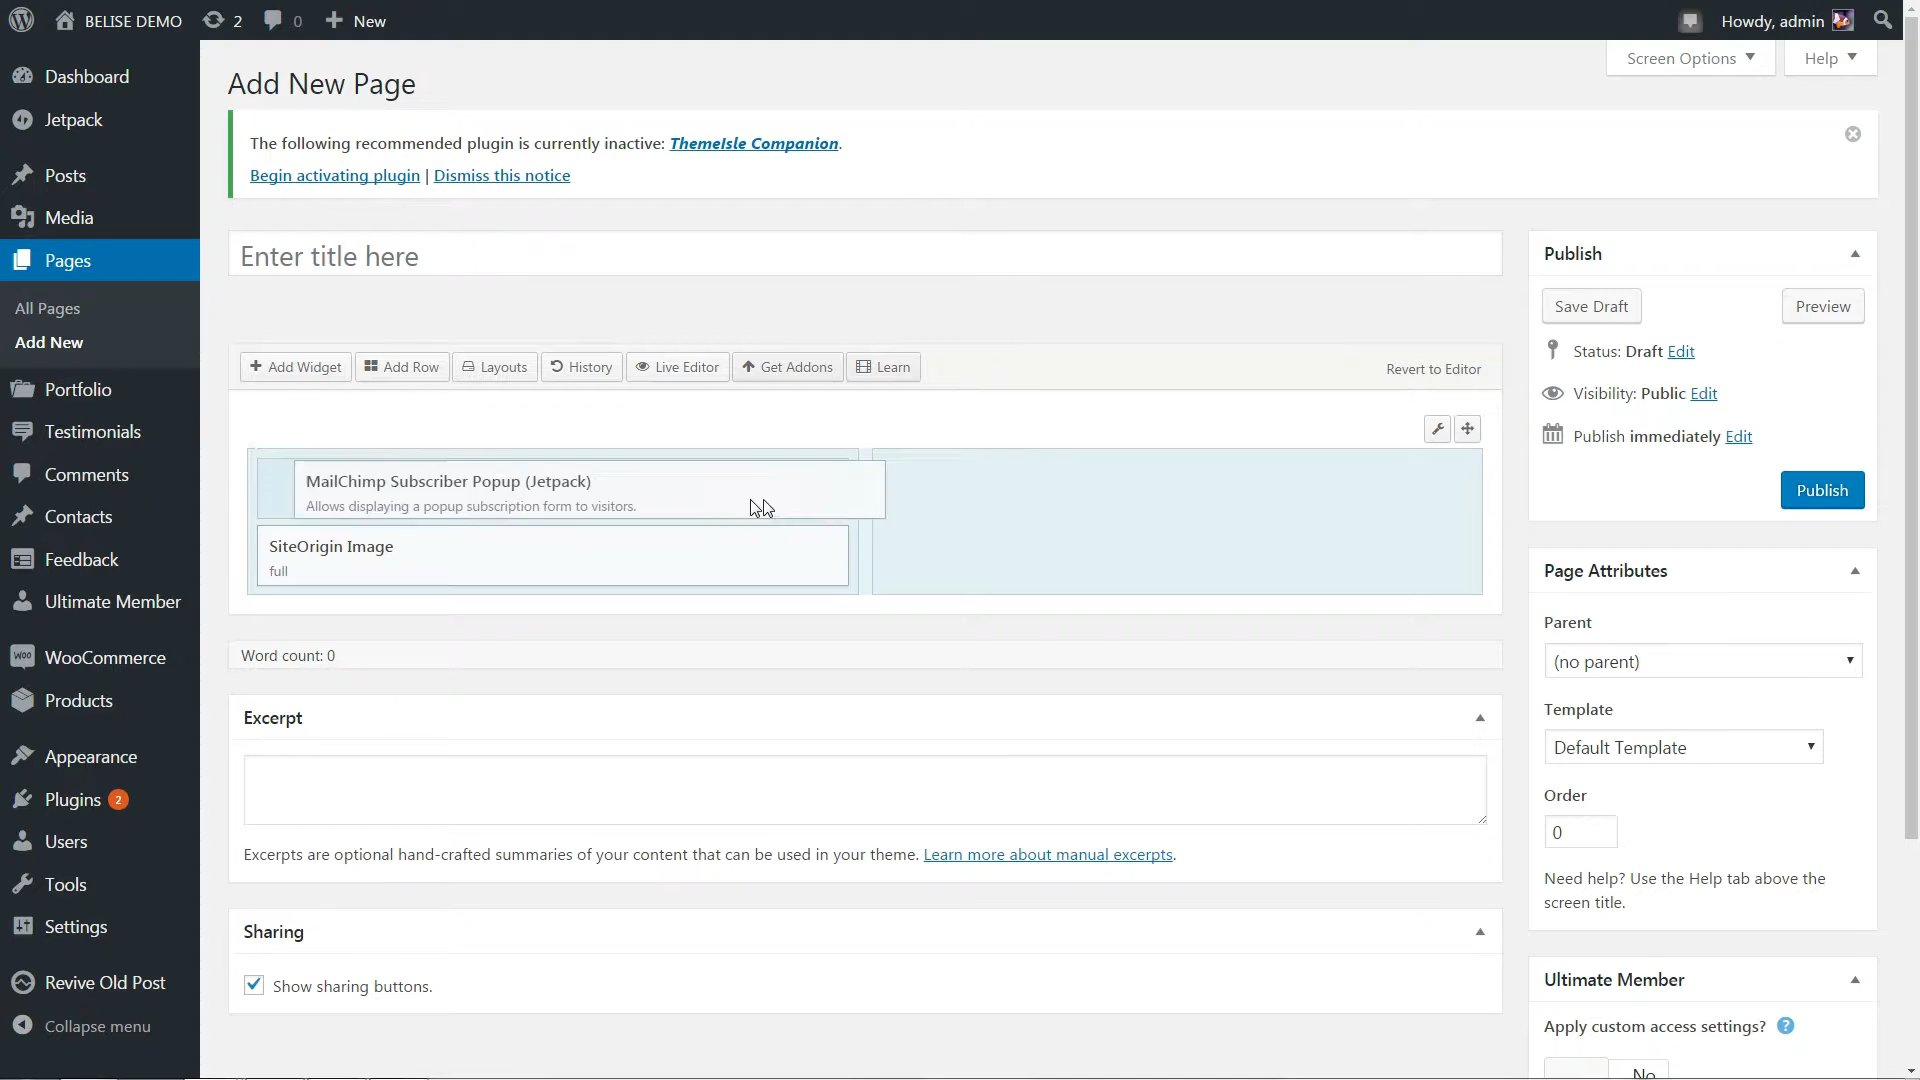 BELISE DEMO 2 0 New Howdy, admin
Dashboard
Jetpack
Posts
Media
Pages
All Pages
Add New
Portfolio
Testimonials
Comments
Contacts
Feedback
Ultimate Member
WooCommerce
Products
Appearance
Plugins 2
Users
Tools
Settings
Revive Old Post
Collapse menu
Screen Options Help
Add New Page
The following recommended plugin is currently inactive: ThemeIsle Companion.
Begin activating plugin | Dismiss this notice
Enter title here
Add Widget Add Row Layouts History Live Editor Get Addons Learn Revert to Editor
MailChimp Subscriber Popup (Jetpack)
Allows displaying a popup subscription form to visitors.
SiteOrigin Image
full
Word count: 0
Excerpt
Excerpts are optional hand-crafted summaries of your content that can be used in your theme. Learn more about manual excerpts.
Sharing
Show sharing buttons.
Publish
Save Draft Preview
Status: Draft Edit
Visibility: Public Edit
Publish immediately Edit
Publish
Page Attributes
Parent
(no parent)
Template
Default Template
Order
0
Need help? Use the Help tab above the
screen title.
Ultimate Member
Apply custom access settings? ?
No